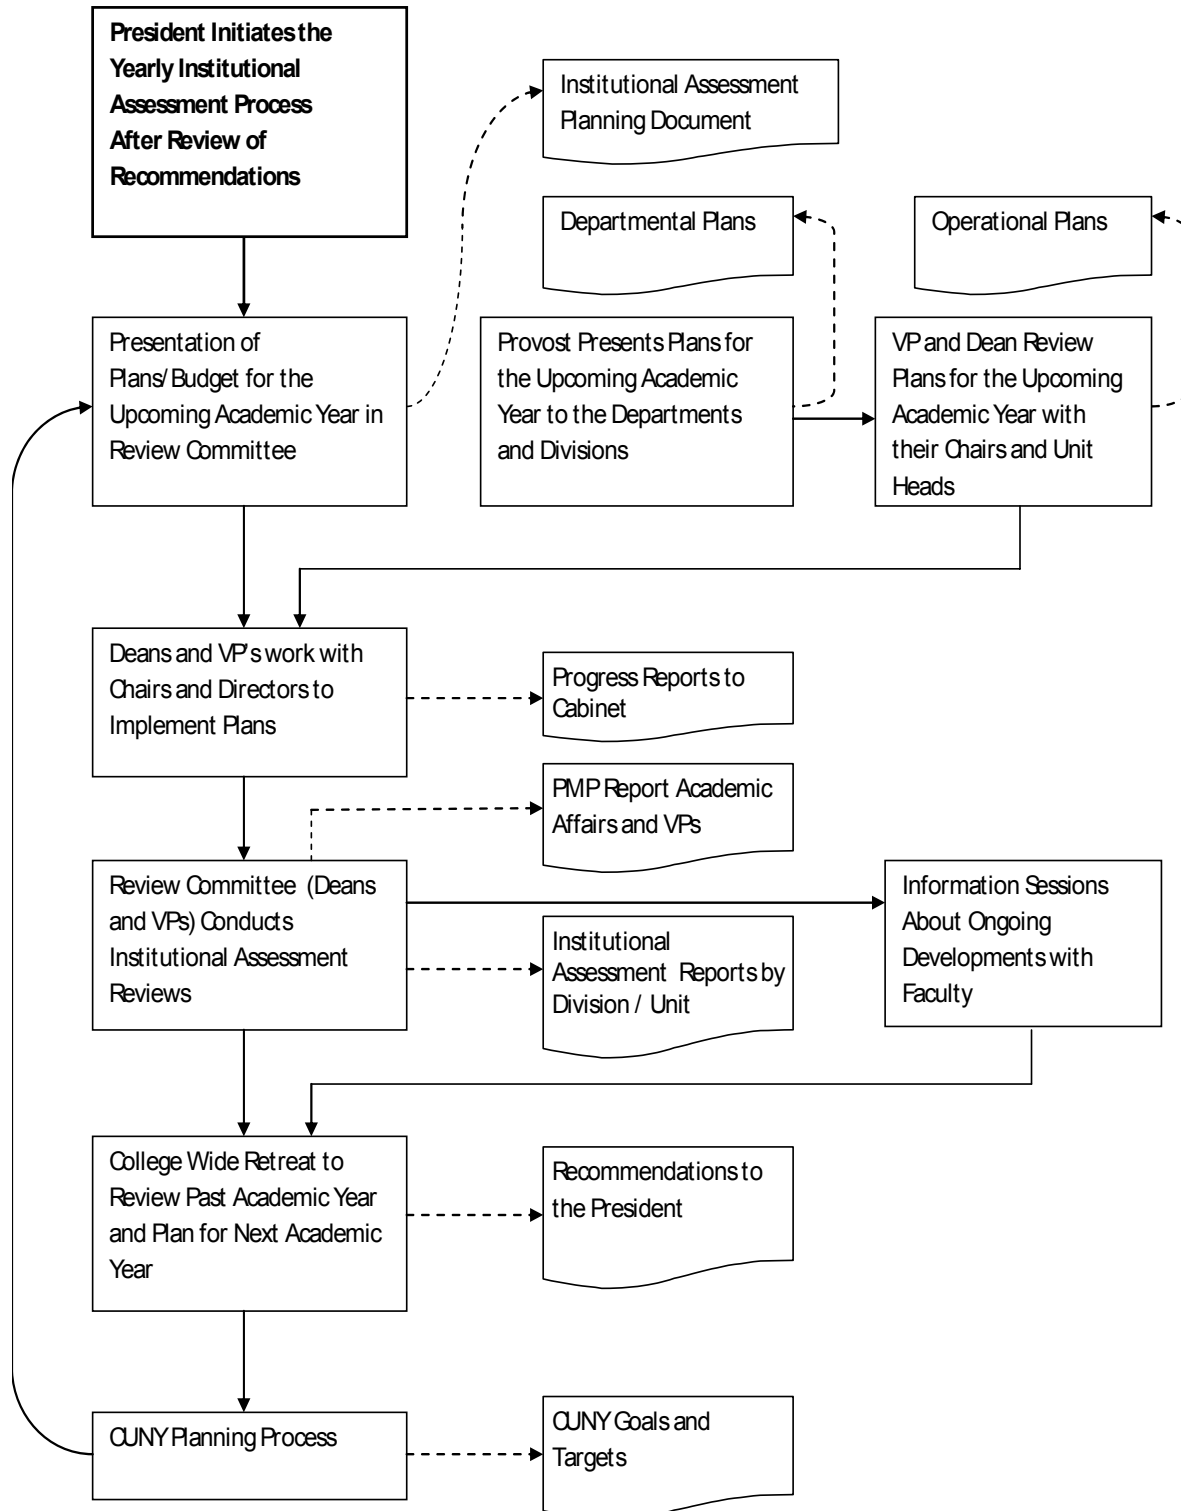 President Initiates the
Yearly Institutional
Assessment Process
After Review of
Recommendations
Institutional Assessment
Planning Document
Departmental Plans
Operational Plans
Presentation of
Plans/Budget for the
Upcoming Academic Year in
Review Committee
Provost Presents Plans for
the Upcoming Academic
Year to the Departments
and Divisions
VP and Dean Review
Plans for the Upcoming
Academic Year with
their Chairs and Unit
Heads
Deans and VP's work with
Chairs and Directors to
Implement Plans
Progress Reports to
Cabinet
PMP Report Academic
Affairs and VPs
Review Committee (Deans
and VPs) Conducts
Institutional Assessment
Reviews
Institutional
Assessment Reports by
Division / Unit
Information Sessions
About Ongoing
Developments with
Faculty
College Wide Retreat to
Review Past Academic Year
and Plan for Next Academic
Year
Recommendations to
the President
CUNY Planning Process
CUNY Goals and
Targets